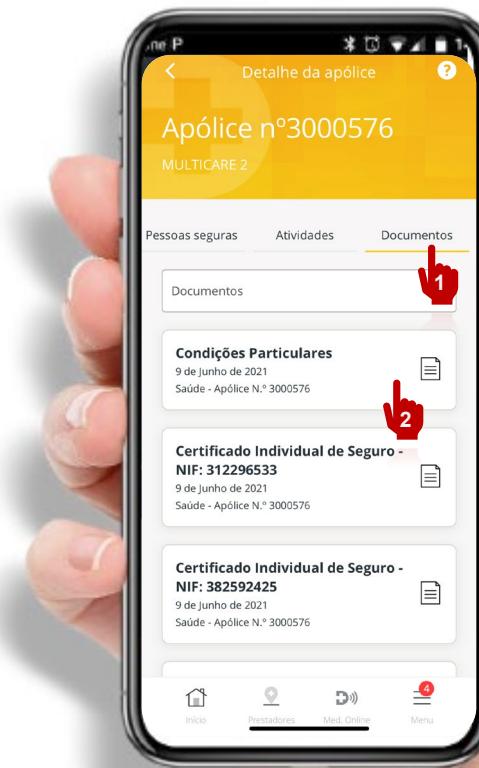 ne P
Detalhe da apólice
?
Apólice nº3000576
MULTICARE 2
Pessoas seguras
Atividades
Documentos
1
Documentos
Condições Particulares
9 de Junho de 2021
Saúde - Apólice N.º 3000576
2
Certificado Individual de Seguro -
NIF: 312296533
9 de Junho de 2021
Saúde - Apólice N.º 3000576
Certificado Individual de Seguro -
NIF: 382592425
9 de Junho de 2021
Saúde - Apólice N.º 3000576
4
Início
Prestadores
Med. Online
Menu